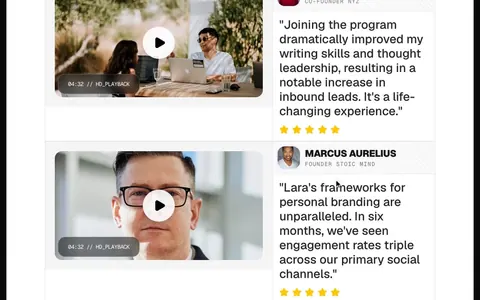 CO-FOUNDER NYZ
"Joining the program
dramatically improved my
writing skills and thought
leadership, resulting in a
notable increase in
inbound leads. It's a life-
changing experience."
04:32 // HD_PLAYBACK
MARCUS AURELIUS
FOUNDER STOIC MIND
"Lara's frameworks for
personal branding are
unparalleled. In six
months, we've seen
engagement rates triple
across our primary social
channels."
04:32 // HD_PLAYBACK